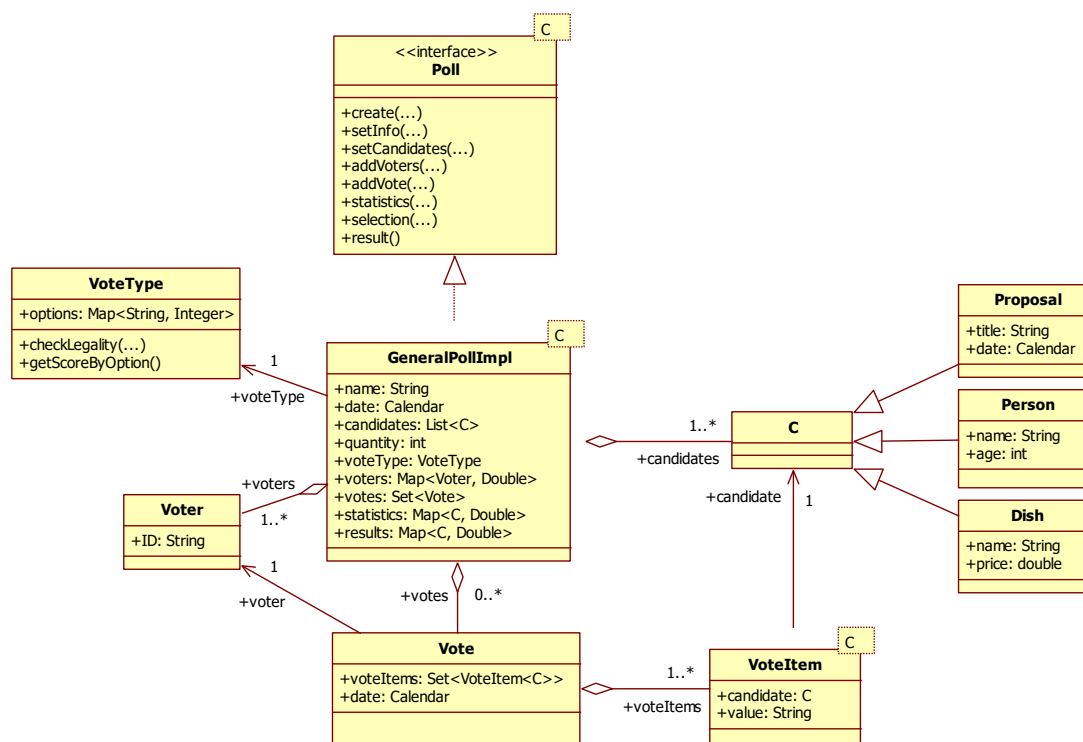 C
<<interface>>
Poll
+create(...)
+setInfo(...)
+setCandidates(...)
+addVoters(...)
+addVote(...)
+statistics(...)
+selection(...)
+result()
VoteType
+options: Map<String, Integer>
+checkLegality(...)
+getScoreByOption()
1
+voteType
C
GeneralPollImpl
+name: String
+date: Calendar
+candidates: List<C>
+quantity: int
+voteType: VoteType
+voters: Map<Voter, Double>
+votes: Set<Vote>
+statistics: Map<C, Double>
+results: Map<C, Double>
1..*
+candidates
C
Proposal
+title: String
+date: Calendar
Person
+name: String
+age: int
Dish
+name: String
+price: double
+voters
1..*
Voter
+ID: String
1
+voter
+votes
0..*
+candidate
1
Vote
+voteItems: Set<VoteItem<C>>
+date: Calendar
1..*
+voteItems
C
VoteItem
+candidate: C
+value: String